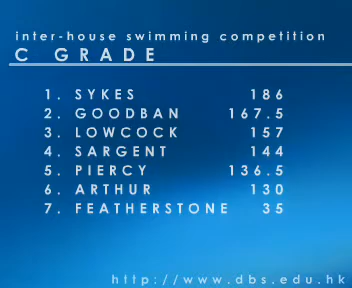 inter-house swimming competition
C GRADE
1. SYKES 186
2. GOODBAN 167.5
3. LOWCOCK 157
4. SARGENT 144
5. PIERCY 136.5
6. ARTHUR 130
7. FEATHERSTONE 35
http://www.dbs.edu.hk